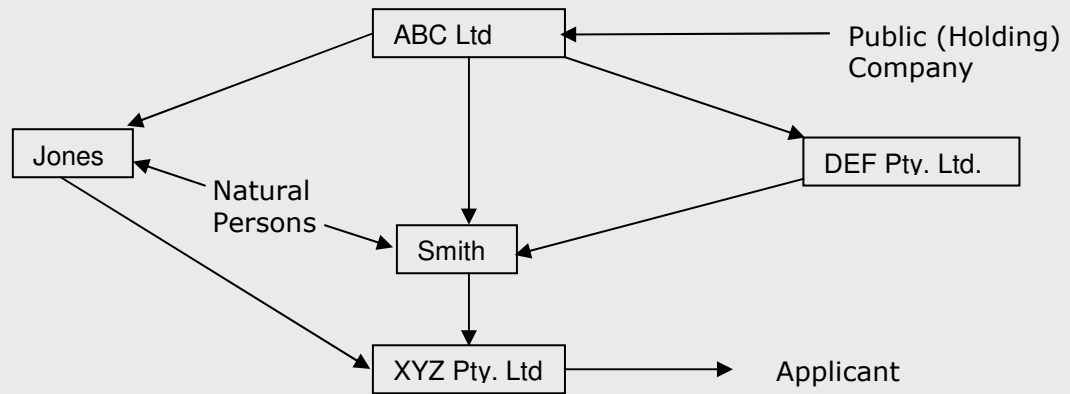 ABC Ltd
Public (Holding)
Company
Jones
DEF Pty. Ltd.
Natural
Persons
Smith
XYZ Pty. Ltd
Applicant